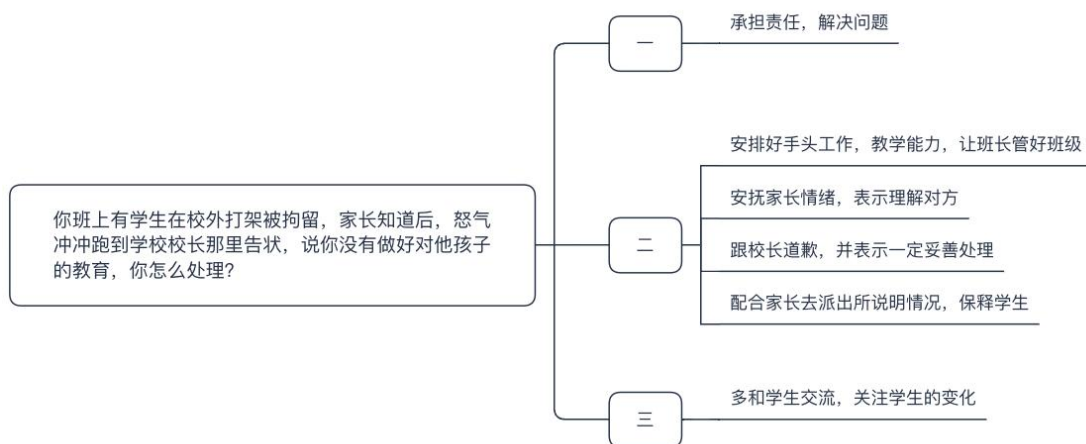 你班上有学生在校外打架被拘留，家长知道后，怒气
冲冲跑到学校校长那里告状，说你没有做好对他孩子
的教育，你怎么处理？
一
承担责任，解决问题
二
安排好手头工作，教学能力，让班长管好班级
安抚家长情绪，表示理解对方
跟校长道歉，并表示一定妥善处理
配合家长去派出所说明情况，保释学生
三
多和学生交流，关注学生的变化